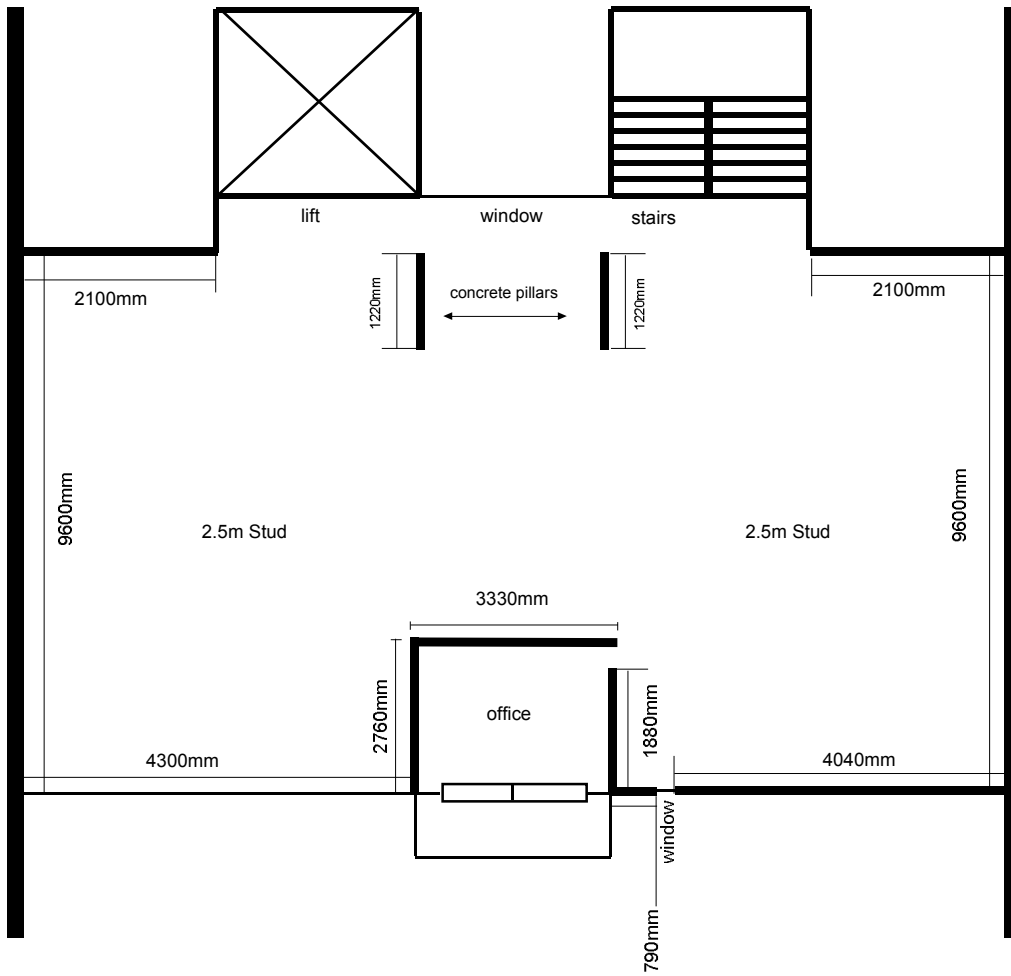 lift
window
stairs
2100mm
1220mm
concrete pillars
1220mm
2100mm
9600mm
2.5m Stud
2.5m Stud
9600mm
3330mm
2760mm
office
1880mm
4300mm
4040mm
window
790mm